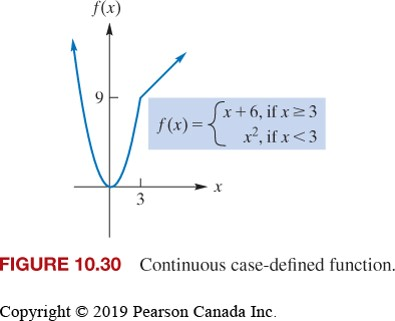 f(x)
9
f(x) = { x + 6, if x ≥ 3
x², if x < 3
x
3
FIGURE 10.30 Continuous case-defined function.
Copyright © 2019 Pearson Canada Inc.